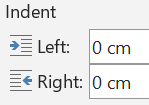 Indent
Left: 0 cm
Right: 0 cm